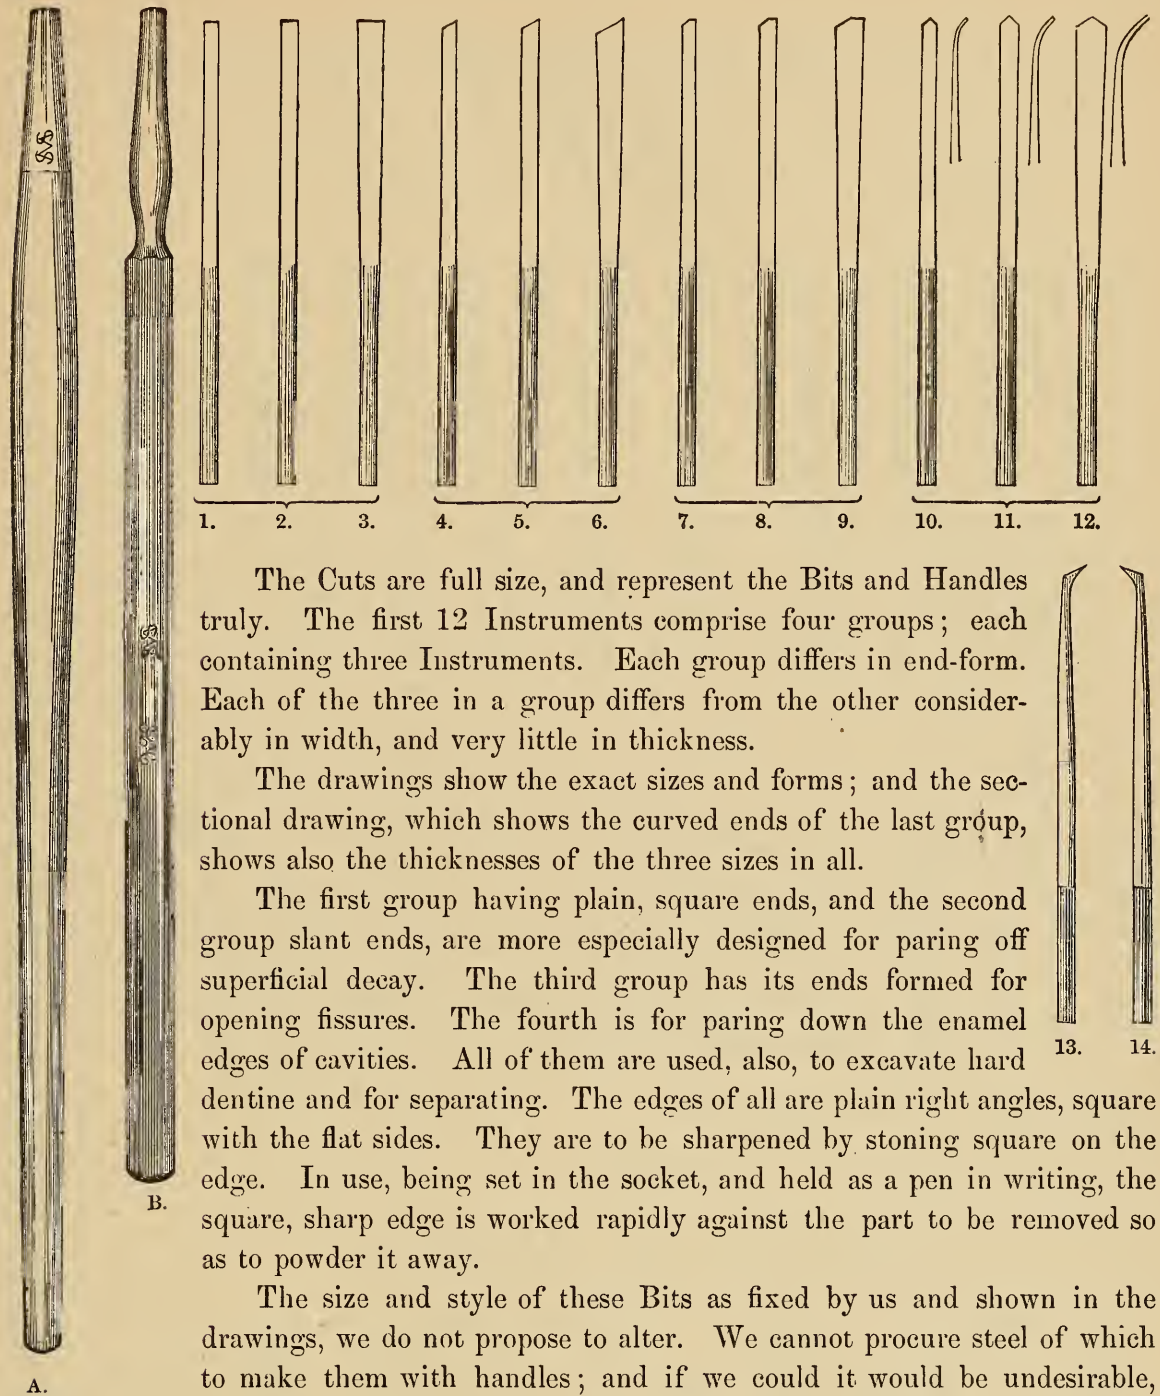 1. 2. 3. 4. 5. 6. 7. 8. 9. 10. 11. 12.
The Cuts are full size, and represent the Bits and Handles
truly. The first 12 Instruments comprise four groups; each
containing three Instruments. Each group differs in end-form.
Each of the three in a group differs from the other consider-
ably in width, and very little in thickness.
The drawings show the exact sizes and forms; and the sec-
tional drawing, which shows the curved ends of the last group,
shows also the thicknesses of the three sizes in all.
The first group having plain, square ends, and the second
group slant ends, are more especially designed for paring off
superficial decay. The third group has its ends formed for
opening fissures. The fourth is for paring down the enamel
edges of cavities. All of them are used, also, to excavate hard
13. 14.
dentine and for separating. The edges of all are plain right angles, square
with the flat sides. They are to be sharpened by stoning square on the
edge. In use, being set in the socket, and held as a pen in writing, the
square, sharp edge is worked rapidly against the part to be removed so
as to powder it away.
B.
The size and style of these Bits as fixed by us and shown in the
drawings, we do not propose to alter. We cannot procure steel of which
to make them with handles; and if we could it would be undesirable,
A.